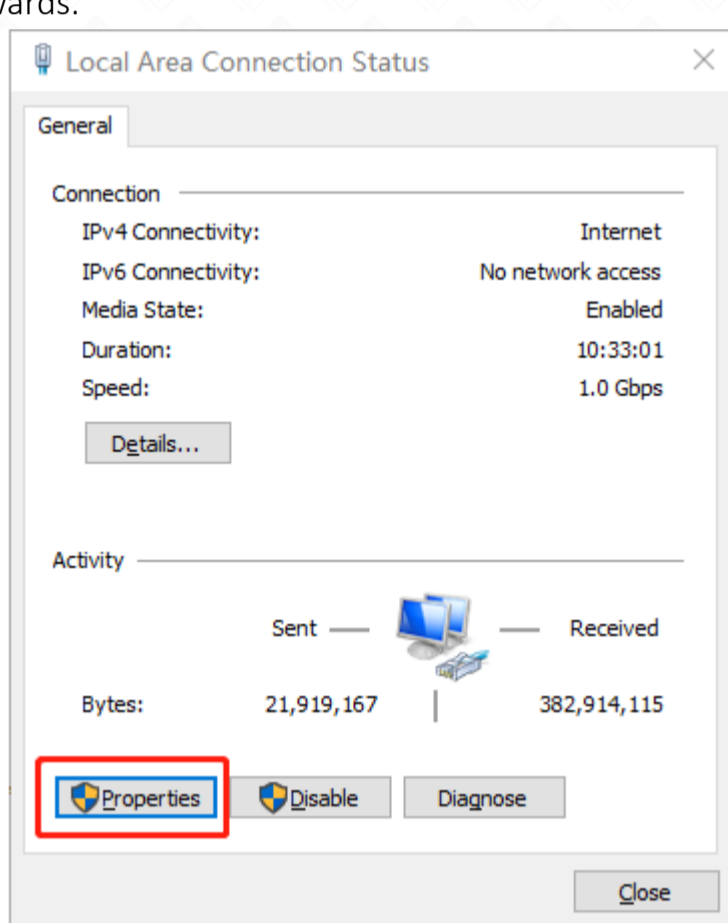 Local Area Connection Status
General
Connection
IPv4 Connectivity: Internet
IPv6 Connectivity: No network access
Media State: Enabled
Duration: 10:33:01
Speed: 1.0 Gbps
Details...
Activity
Sent Received
Bytes: 21,919,167 382,914,115
Properties Disable Diagnose
Close